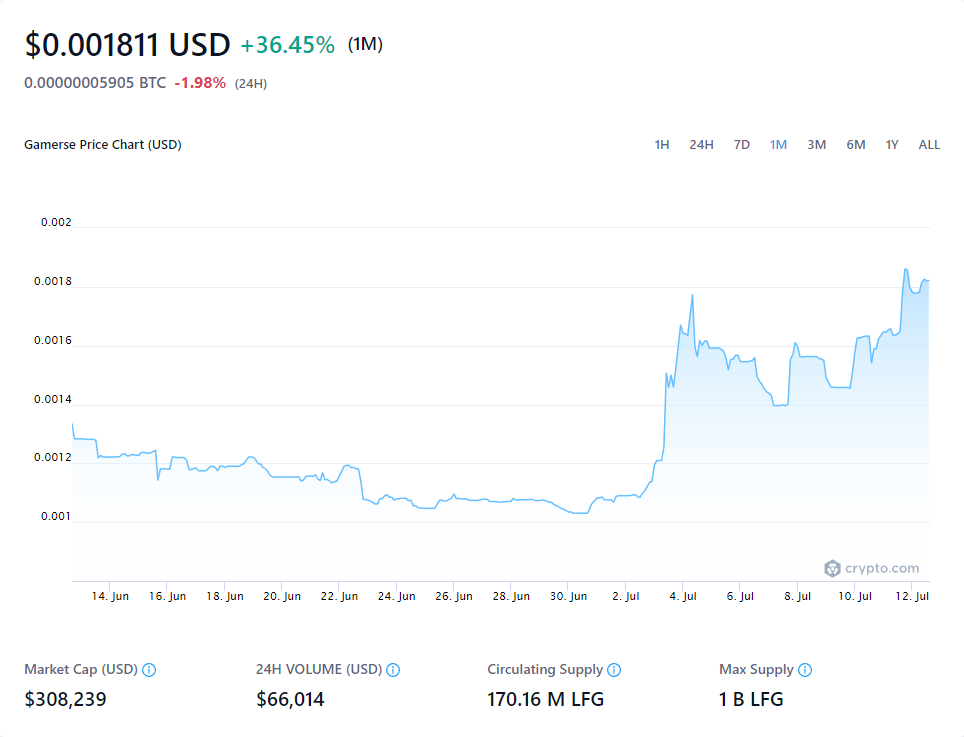 $0.001811 USD +36.45% (1M)
0.00000005905 BTC -1.98% (24H)
Gamerse Price Chart (USD) 1H 24H 7D 1M 3M 6M 1Y ALL
0.002
0.0018
0.0016
0.0014
0.0012
0.001
crypto.com
14. Jun 16. Jun 18. Jun 20. Jun 22. Jun 24. Jun 26. Jun 28. Jun 30. Jun 2. Jul 4. Jul 6. Jul 8. Jul 10. Jul 12. Jul
Market Cap (USD) 24H VOLUME (USD) Circulating Supply Max Supply
$308,239 $66,014 170.16 M LFG 1 B LFG